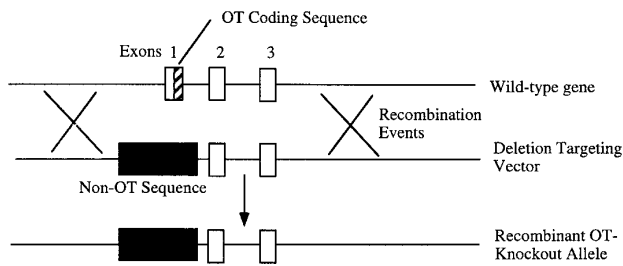 OT Coding Sequence
Exons 1 2 3
Wild-type gene
Recombination
Events
Deletion Targeting
Vector
Non-OT Sequence
Recombinant OT-
Knockout Allele